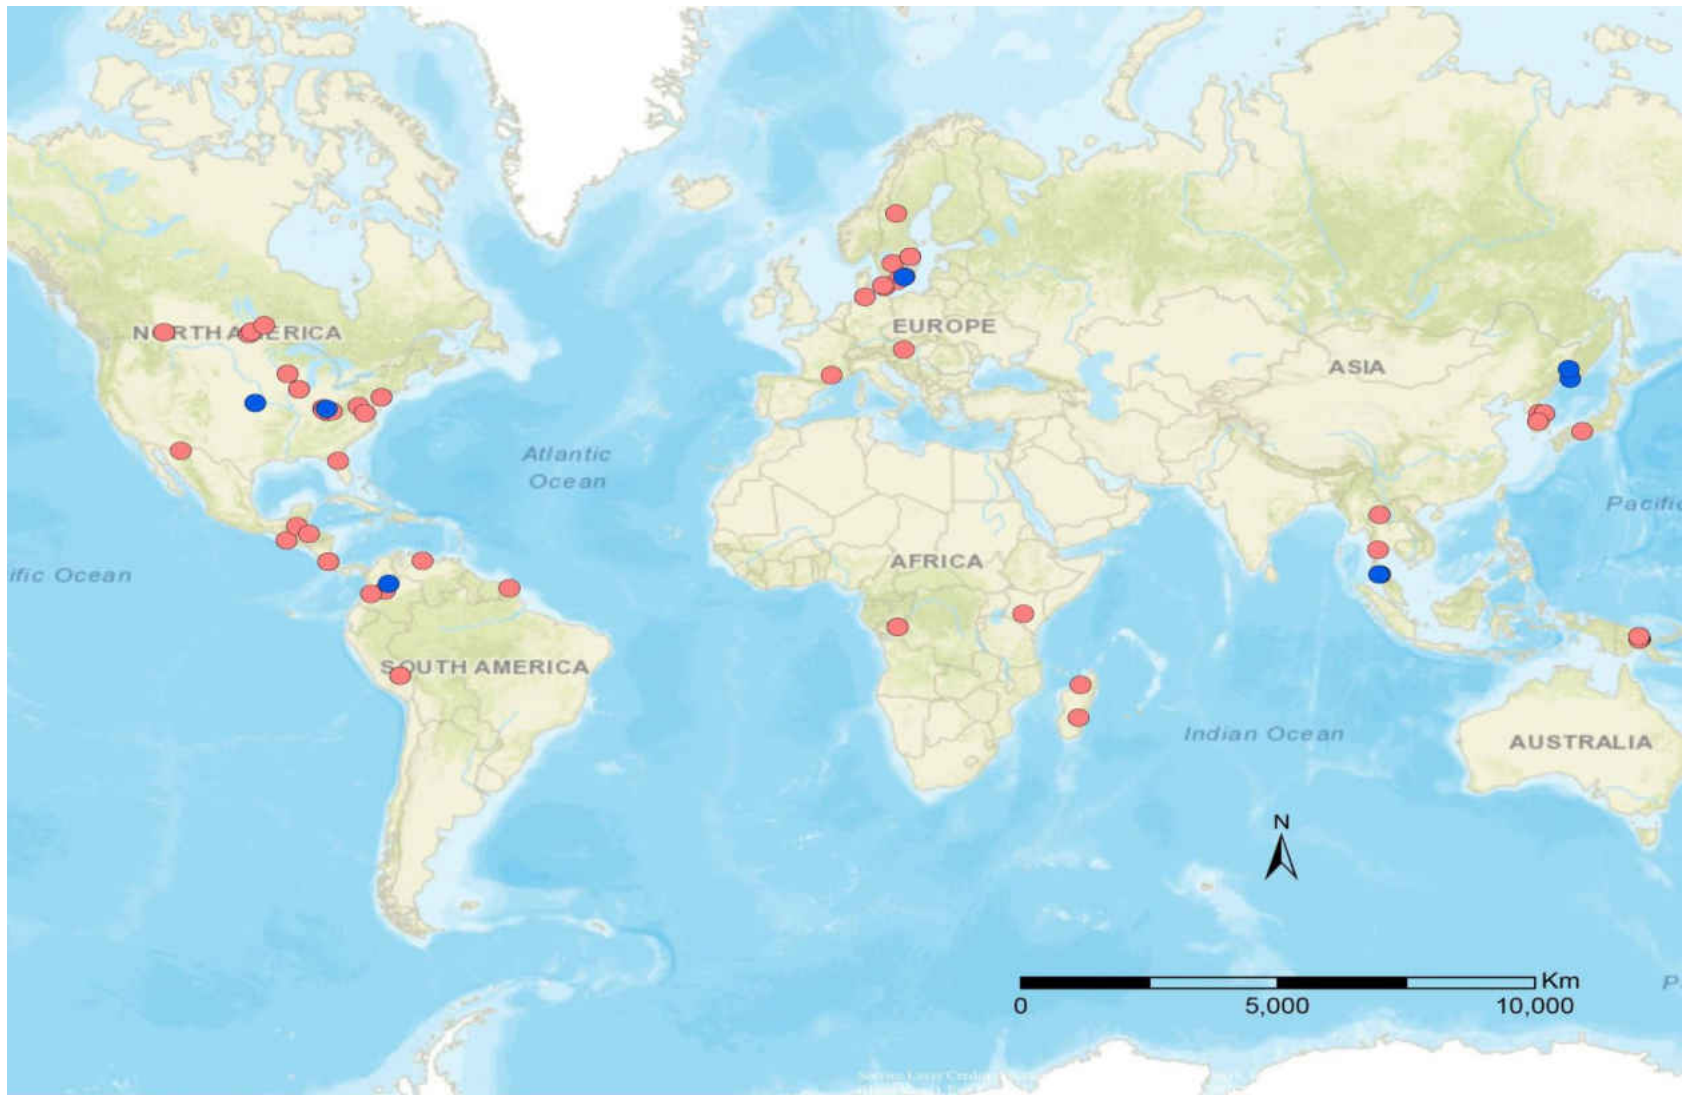 NORTH AMERICA
EUROPE
ASIA
Atlantic
Ocean
Pacific
ific Ocean
AFRICA
SOUTH AMERICA
Indian Ocean
AUSTRALIA
N
Km
0 5,000 10,000
P